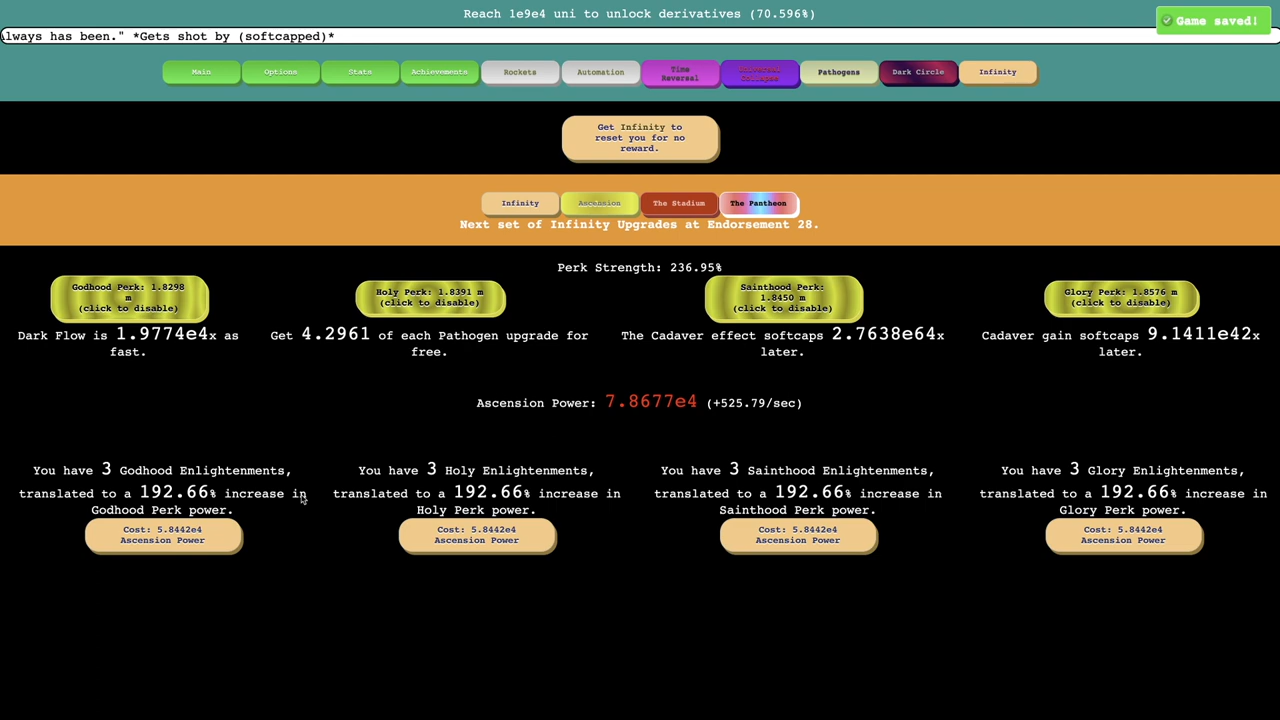 Reach 1e9e4 uni to unlock derivatives (70.596%)
Game saved!
lways has been." *Gets shot by (softcapped)*
Main
Options
Stats
Achievements
Rockets
Automation
Time
Reversal
Universal
Collapse
Pathogens
Dark Circle
Infinity
Get Infinity to
reset you for no
reward.
Infinity
Ascension
The Stadium
The Pantheon
Next set of Infinity Upgrades at Endorsement 28.
Perk Strength: 236.95%
Godhood Perk: 1.8298
m
(click to disable)
Dark Flow is 1.9774e4x as
fast.
Holy Perk: 1.8391 m
(click to disable)
Get 4.2961 of each Pathogen upgrade for
free.
Sainthood Perk:
1.8450 m
(click to disable)
The Cadaver effect softcaps 2.7638e64x
later.
Glory Perk: 1.8576 m
(click to disable)
Cadaver gain softcaps 9.1411e42x
later.
Ascension Power: 7.8677e4 (+525.79/sec)
You have 3 Godhood Enlightenments,
translated to a 192.66% increase in
Godhood Perk power.
Cost: 5.8442e4
Ascension Power
You have 3 Holy Enlightenments,
translated to a 192.66% increase in
Holy Perk power.
Cost: 5.8442e4
Ascension Power
You have 3 Sainthood Enlightenments,
translated to a 192.66% increase in
Sainthood Perk power.
Cost: 5.8442e4
Ascension Power
You have 3 Glory Enlightenments,
translated to a 192.66% increase in
Glory Perk power.
Cost: 5.8442e4
Ascension Power